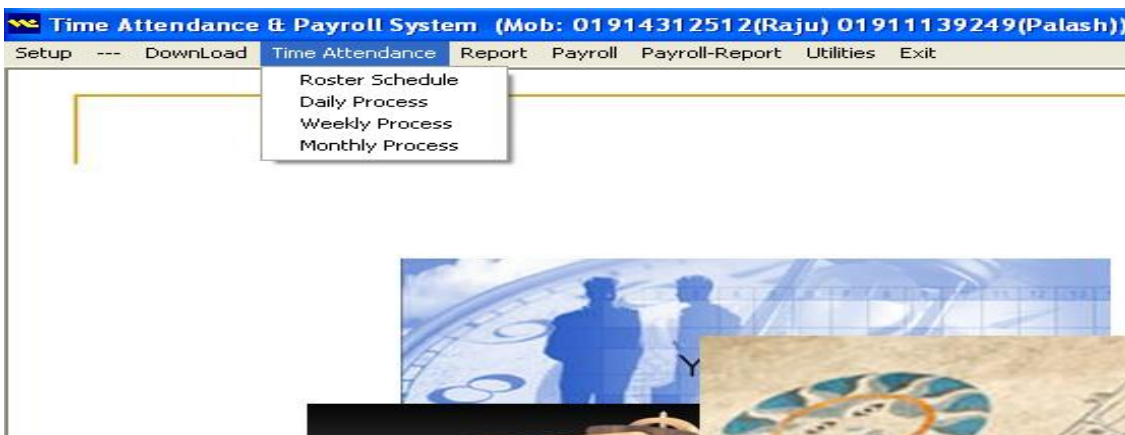 Time Attendance & Payroll System (Mob: 01914312512(Raju) 01911139249(Palash))
Setup --- DownLoad Time Attendance Report Payroll Payroll-Report Utilities Exit
Roster Schedule
Daily Process
Weekly Process
Monthly Process
Y